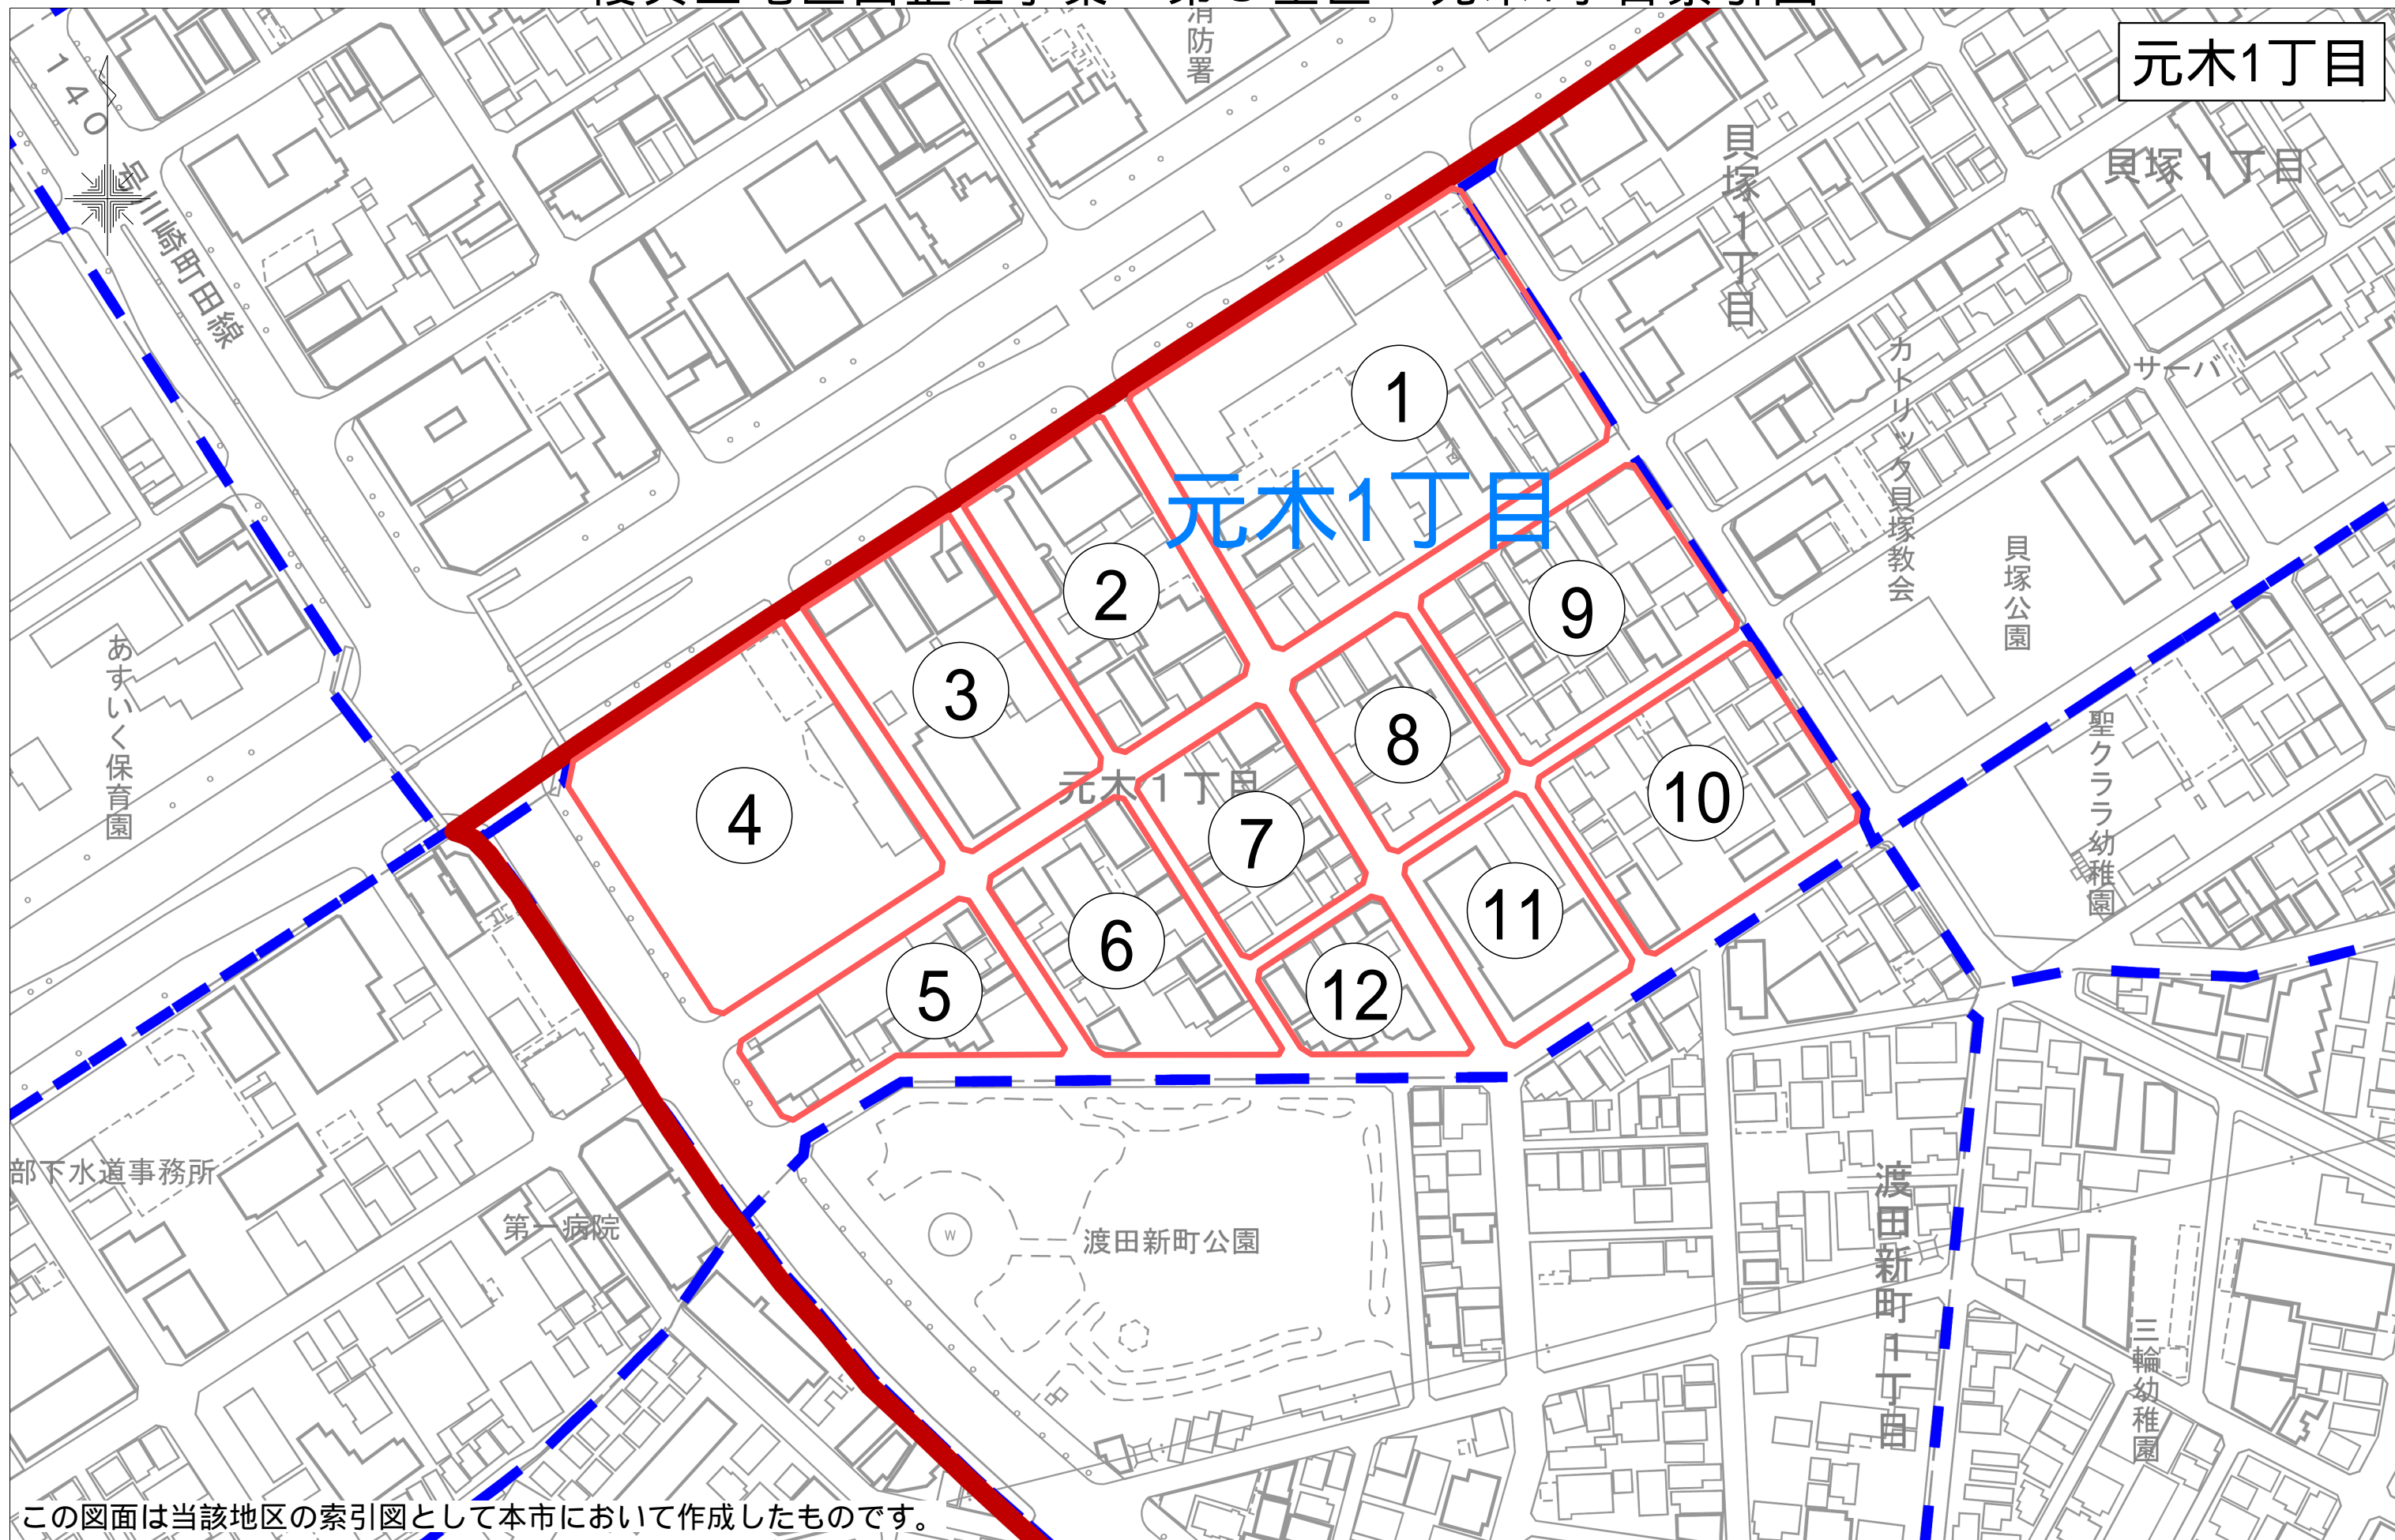 元木1丁目
消防署
140
号川崎町田線
貝塚1丁目
貝塚1丁目
サーバ
カトリック貝塚教会
貝塚公園
聖クララ幼稚園
あすいく保育園
元木1丁目
元木1丁目
1
2
3
4
5
6
7
8
9
10
11
12
部下水道事務所
第一病院
W
渡田新町公園
渡田新町1丁目
三輪幼稚園
この図面は当該地区の索引図として本市において作成したものです。